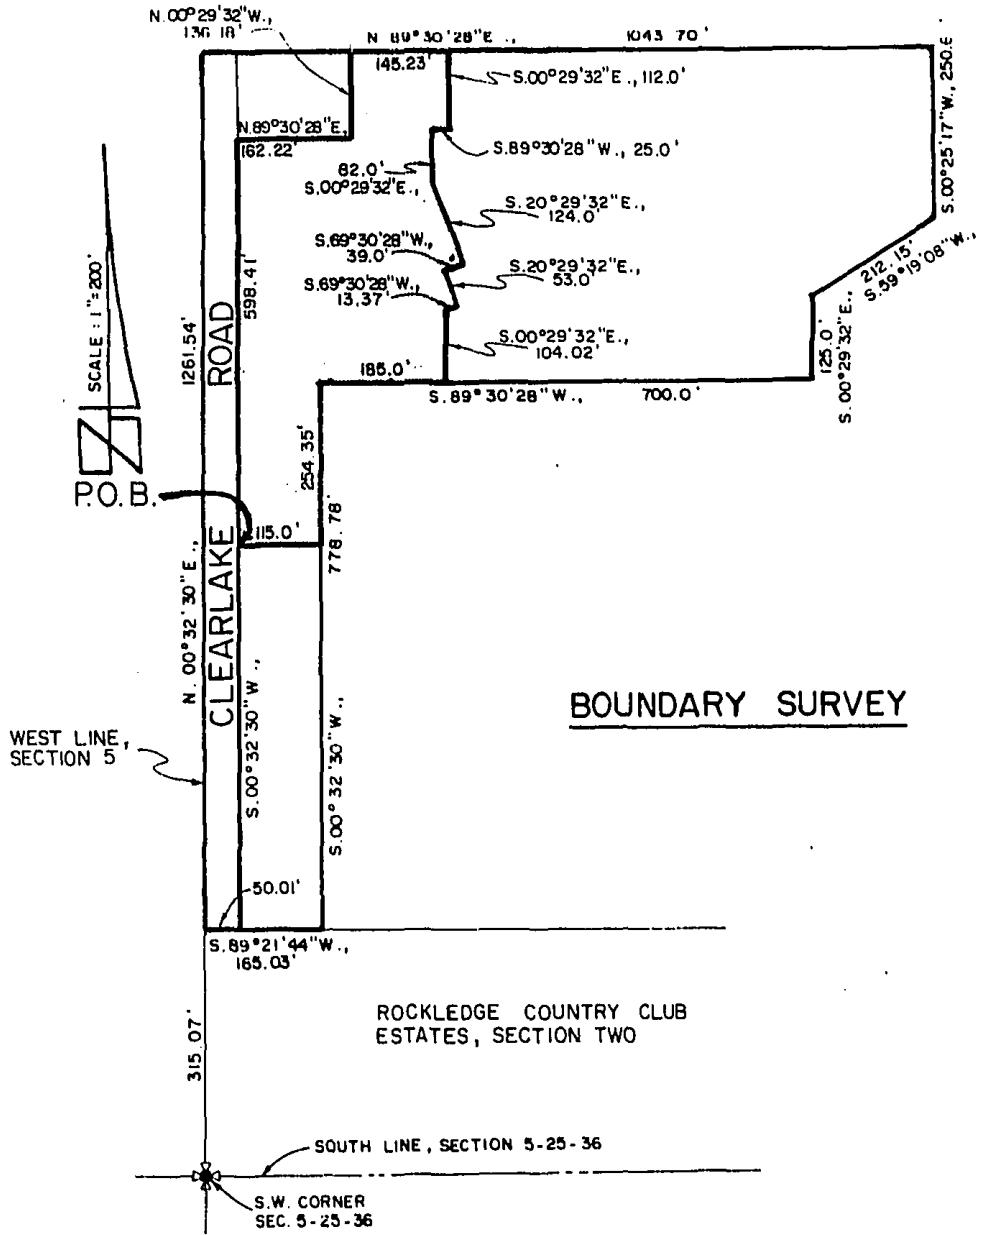 N.00°29'32"W.,
136.18'
N 89°30'28"E.,
1043 70'
145.23'
S.00°29'32"E., 112.0'
S.00°25'17"W., 250.
N.89°30'28"E,
162.22'
S.89°30'28"W., 25.0'
82.0'
S.00°29'32"E.,
S.20°29'32"E.,
124.0'
S.69°30'28"W.,
39.0'
S.69°30'28"W.,
13.37'
S.20°29'32"E.,
53.0'
212.15'
S.59°19'08"W.,
SCALE: 1"=200'
1261.54'
ROAD
598.41'
S.00°29'32"E.,
104.02'
125.0'
S.00°29'32"E.,
185.0'
S.89°30'28"W.,
700.0'
254.35'
P.O.B.
115.0'
778.78'
N.00°32'30"E.,
CLEARLAKE
S.00°32'30"W.,
S.00°32'30"W.,
BOUNDARY SURVEY
WEST LINE,
SECTION 5
50.01'
S.89°21'44"W.,
165.03'
315.07'
ROCKLEDGE COUNTRY CLUB
ESTATES, SECTION TWO
SOUTH LINE, SECTION 5-25-36
S.W. CORNER
SEC. 5-25-36